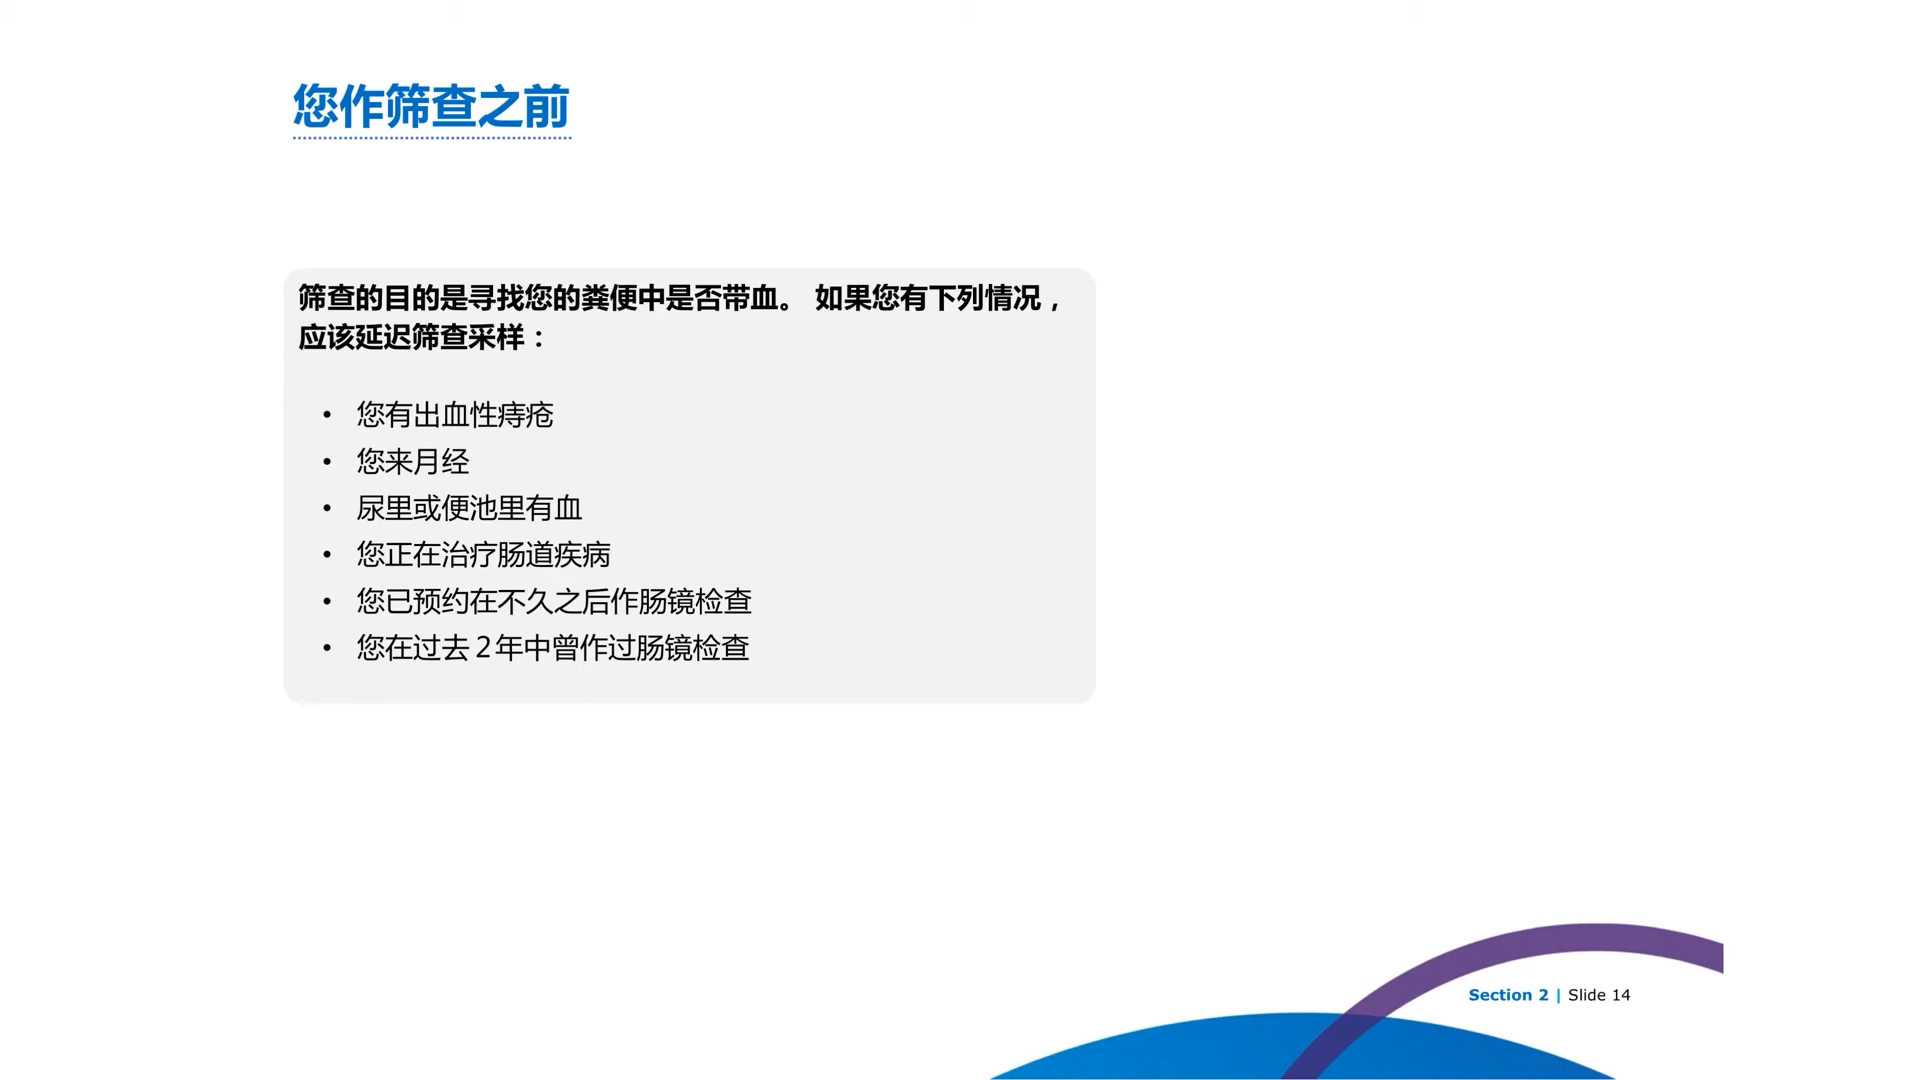 您作筛查之前
筛查的目的是寻找您的粪便中是否带血。 如果您有下列情况，
应该延迟筛查采样：
• 您有出血性痔疮
• 您来月经
• 尿里或便池里有血
• 您正在治疗肠道疾病
• 您已预约在不久之后作肠镜检查
• 您在过去2年中曾作过肠镜检查
Section 2 | Slide 14